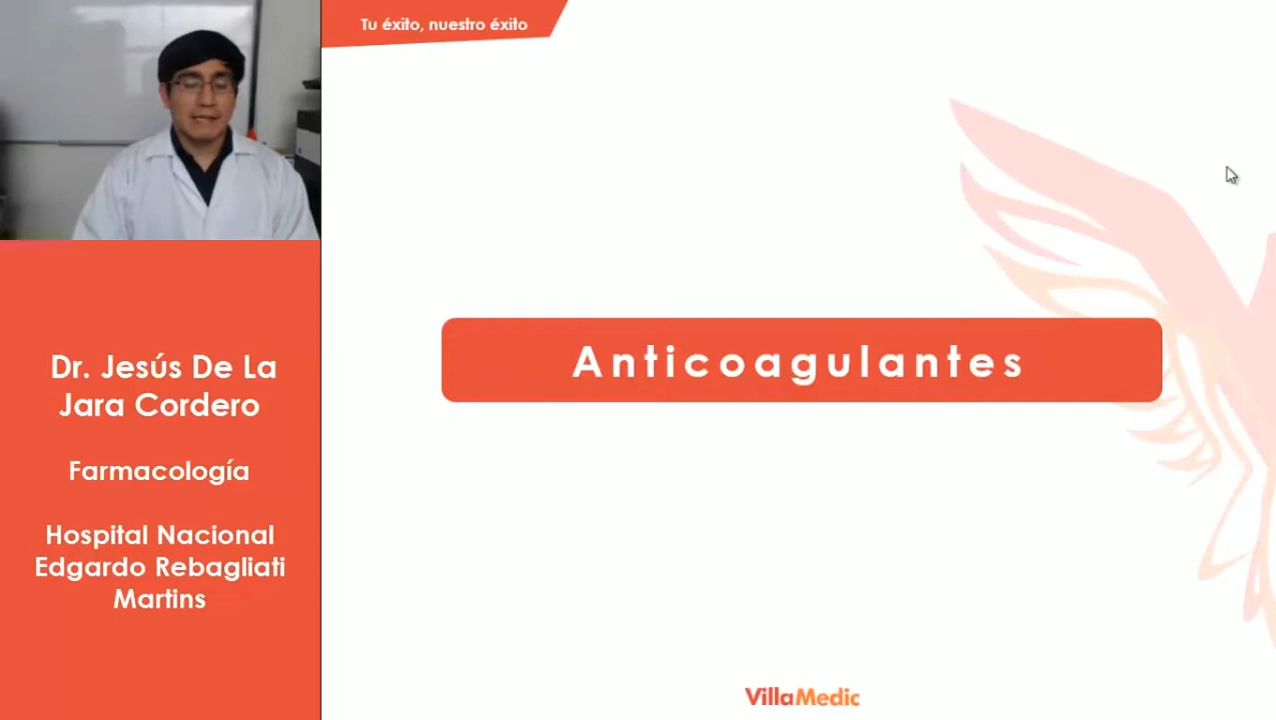 Tu éxito, nuestro éxito
Dr. Jesús De La
Jara Cordero
Farmacología
Hospital Nacional
Edgardo Rebagliati
Martins
Anticoagulantes
VillaMedic